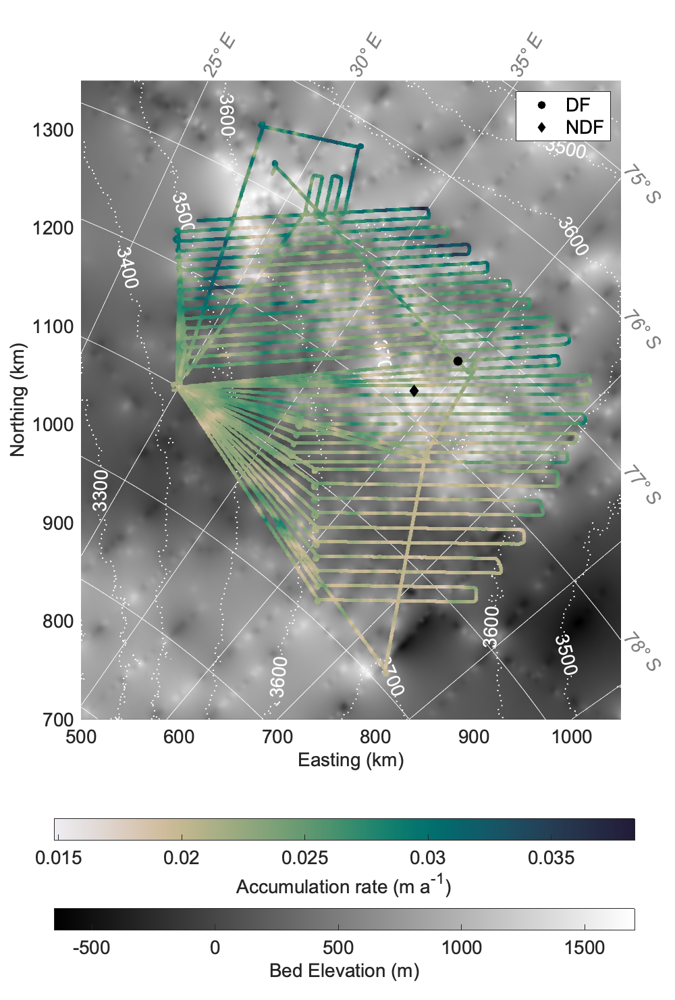 25° E
30° E
35° E
DF
NDF
3600
3500
3500
3600
3400
75° S
76° S
77° S
78° S
3300
3600
3600
3500
1300
1200
1100
1000
900
800
700
Northing (km)
500
600
700
800
900
1000
Easting (km)
0.015
0.02
0.025
0.03
0.035
Accumulation rate (m a⁻¹)
-500
0
500
1000
1500
Bed Elevation (m)